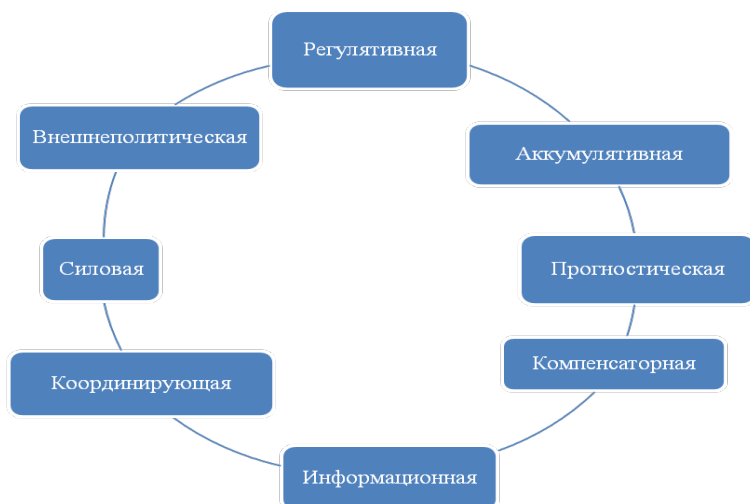 Регулятивная
Аккумулятивная
Прогностическая
Компенсаторная
Информационная
Координирующая
Силовая
Внешнеполитическая